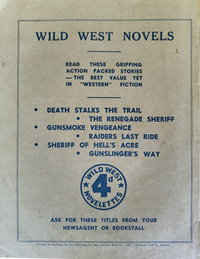 WILD WEST NOVELS
READ THESE GRIPPING
ACTION PACKED STORIES
— THE BEST VALUE YET
IN "WESTERN" FICTION
• DEATH STALKS THE TRAIL
• THE RENEGADE SHERIFF
• GUNSMOKE VENGEANCE
• RAIDERS LAST RIDE
• SHERIFF OF HELL'S ACRE
• GUNSLINGER'S WAY
WILD WEST
4d
NOVELETTES
ASK FOR THESE TITLES FROM YOUR
NEWSAGENT OR BOOKSTALL